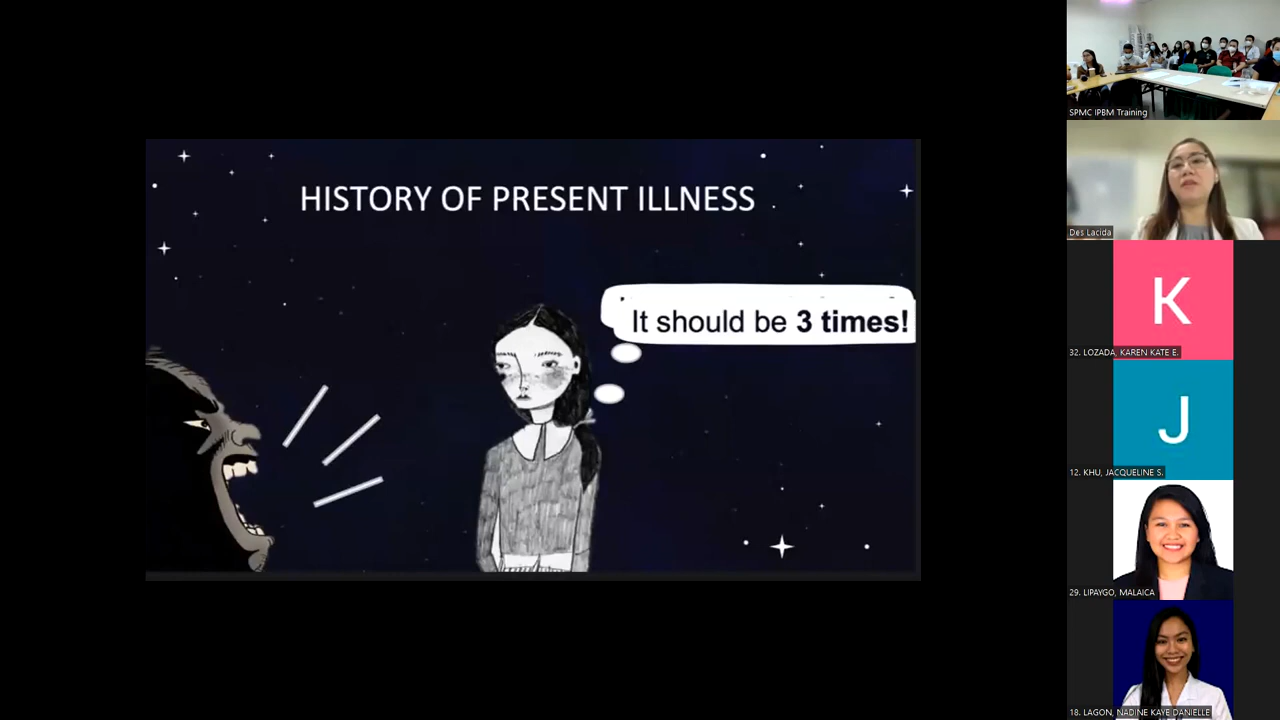 HISTORY OF PRESENT ILLNESS
It should be 3 times!
SPMC IPBM Training
Des Lacida
K
32. LOZADA, KAREN KATE E.
J
12. KHU, JACQUELINE S.
29. LIPAYGO, MALAICA
18. LAGON, NADINE KAYE DANIELLE